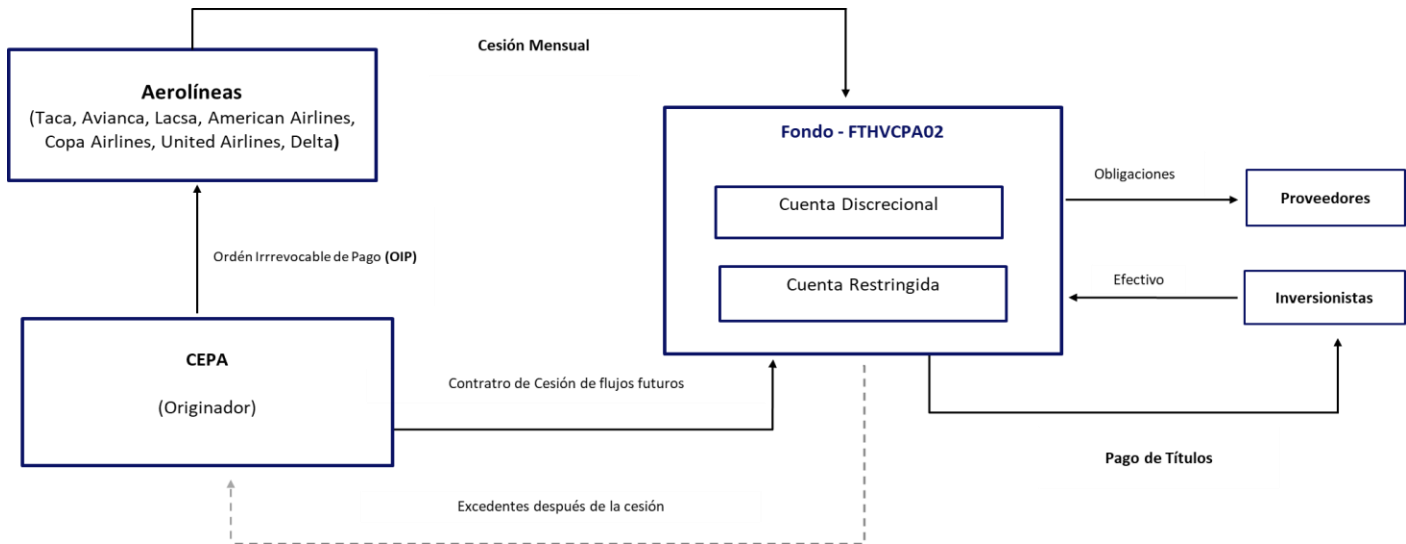 Cesión Mensual
Aerolíneas
(Taca, Avianca, Lacsa, American Airlines,
Copa Airlines, United Airlines, Delta)
Fondo - FTHVCPA02
Cuenta Discrecional
Cuenta Restringida
Obligaciones
Proveedores
Efectivo
Inversionistas
Ordén Irrrevocable de Pago (OIP)
CEPA
(Originador)
Contratro de Cesión de flujos futuros
Pago de Títulos
Excedentes después de la cesión